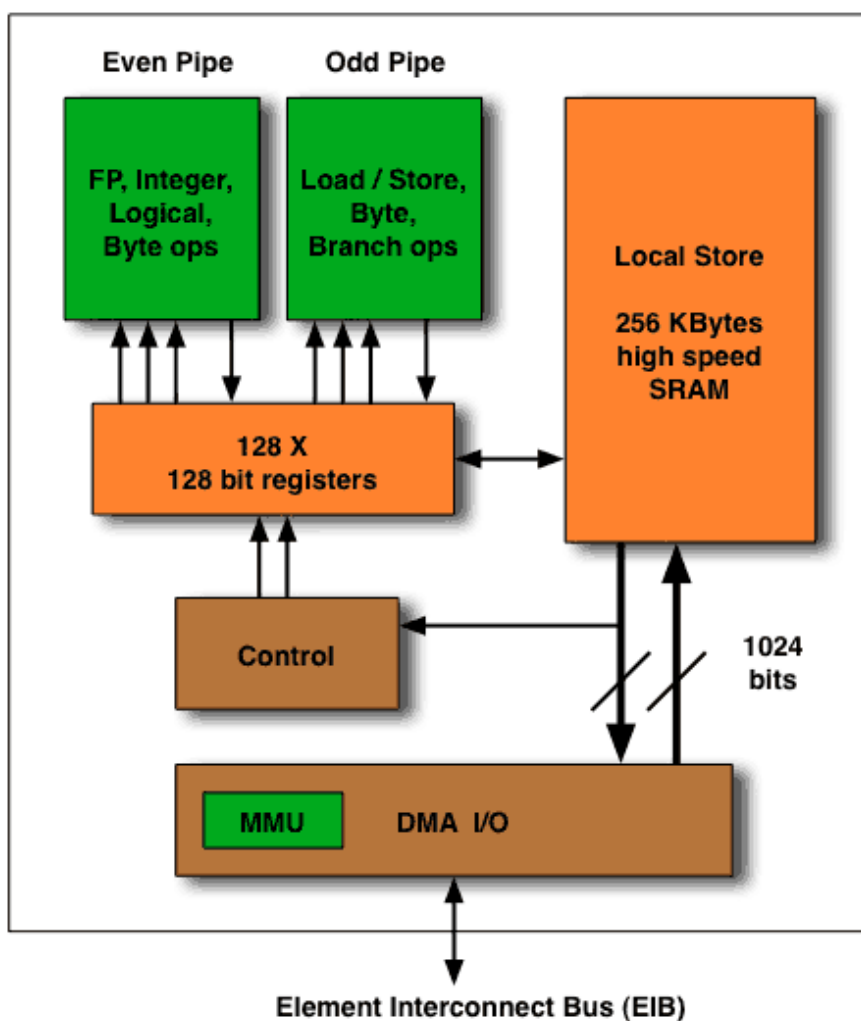 Even Pipe
Odd Pipe
FP, Integer,
Logical,
Byte ops
Load / Store,
Byte,
Branch ops
Local Store
256 KBytes
high speed
SRAM
128 X
128 bit registers
Control
1024
bits
MMU
DMA I/O
Element Interconnect Bus (EIB)